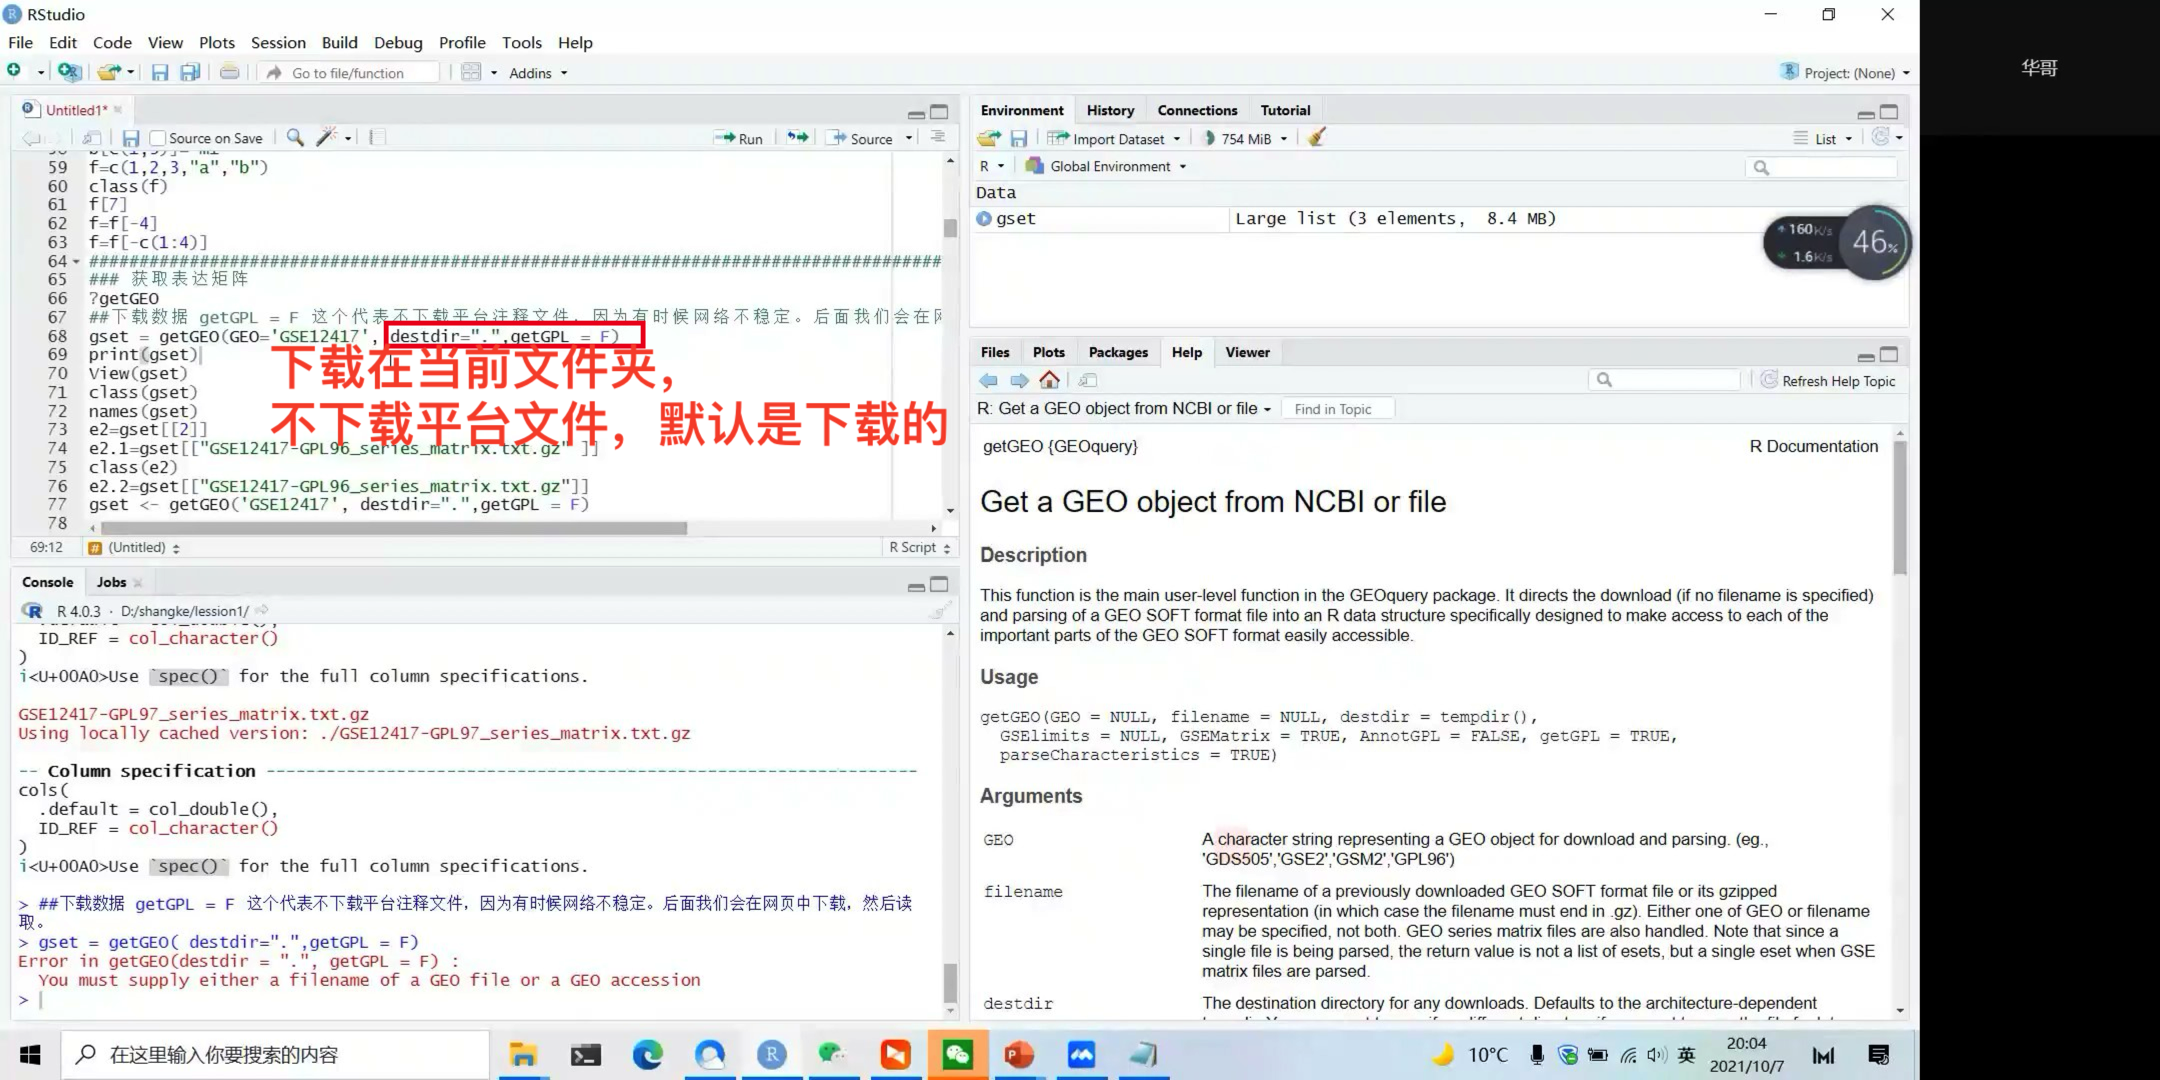 RStudio
File Edit Code View Plots Session Build Debug Profile Tools Help
Go to file/function Addins Project: (None)
华哥
Untitled1*
Source on Save Run Source
59 f=c(1,2,3,"a","b")
60 class(f)
61 f[7]
62 f=f[-4]
63 f=f[-c(1:4)]
64 #####################################################################################
65 ### 获取表达矩阵
66 ?getGEO
67 ##下载数据 getGPL = F 这个代表不下载平台注释文件，因为有时候网络不稳定。后面我们会在
68 gset = getGEO(GEO='GSE12417', destdir=".",getGPL = F)
69 print(gset)
70 View(gset)
71 class(gset)
72 names(gset)
73 e2=gset[[2]]
74 e2.1=gset[["GSE12417-GPL96_series_matrix.txt.gz" ]]
75 class(e2)
76 e2.2=gset[["GSE12417-GPL96_series_matrix.txt.gz"]]
77 gset <- getGEO('GSE12417', destdir=".",getGPL = F)
78
下载在当前文件夹，
不下载平台文件，默认是下载的
69:12 (Untitled) R Script
Console Jobs
R 4.0.3 · D:/shangke/lession1/
.default = col_double(),
ID_REF = col_character()
)
i<U+00A0>Use `spec()` for the full column specifications.
GSE12417-GPL97_series_matrix.txt.gz
Using locally cached version: ./GSE12417-GPL97_series_matrix.txt.gz
-- Column specification ----------------------------------------------------------------
cols(
.default = col_double(),
ID_REF = col_character()
)
i<U+00A0>Use `spec()` for the full column specifications.
> ##下载数据 getGPL = F 这个代表不下载平台注释文件，因为有时候网络不稳定。后面我们会在网页中下载，然后读
取。
> gset = getGEO( destdir=".",getGPL = F)
Error in getGEO(destdir = ".", getGPL = F) :
You must supply either a filename of a GEO file or a GEO accession
>
Environment History Connections Tutorial
Import Dataset 754 MiB List
R Global Environment
Data
gset Large list (3 elements, 8.4 MB)
160K/s
1.6K/s
46%
Files Plots Packages Help Viewer
Refresh Help Topic
R: Get a GEO object from NCBI or file Find in Topic
getGEO {GEOquery} R Documentation
Get a GEO object from NCBI or file
Description
This function is the main user-level function in the GEOquery package. It directs the download (if no filename is specified)
and parsing of a GEO SOFT format file into an R data structure specifically designed to make access to each of the
important parts of the GEO SOFT format easily accessible.
Usage
getGEO(GEO = NULL, filename = NULL, destdir = tempdir(),
GSElimits = NULL, GSEMatrix = TRUE, AnnotGPL = FALSE, getGPL = TRUE,
parseCharacteristics = TRUE)
Arguments
GEO A character string representing a GEO object for download and parsing. (eg.,
'GDS505','GSE2','GSM2','GPL96')
filename The filename of a previously downloaded GEO SOFT format file or its gzipped
representation (in which case the filename must end in .gz). Either one of GEO or filename
may be specified, not both. GEO series matrix files are also handled. Note that since a
single file is being parsed, the return value is not a list of esets, but a single eset when GSE
matrix files are parsed.
destdir The destination directory for any downloads. Defaults to the architecture-dependent
在这里输入你要搜索的内容
10°C 英 20:04
2021/10/7